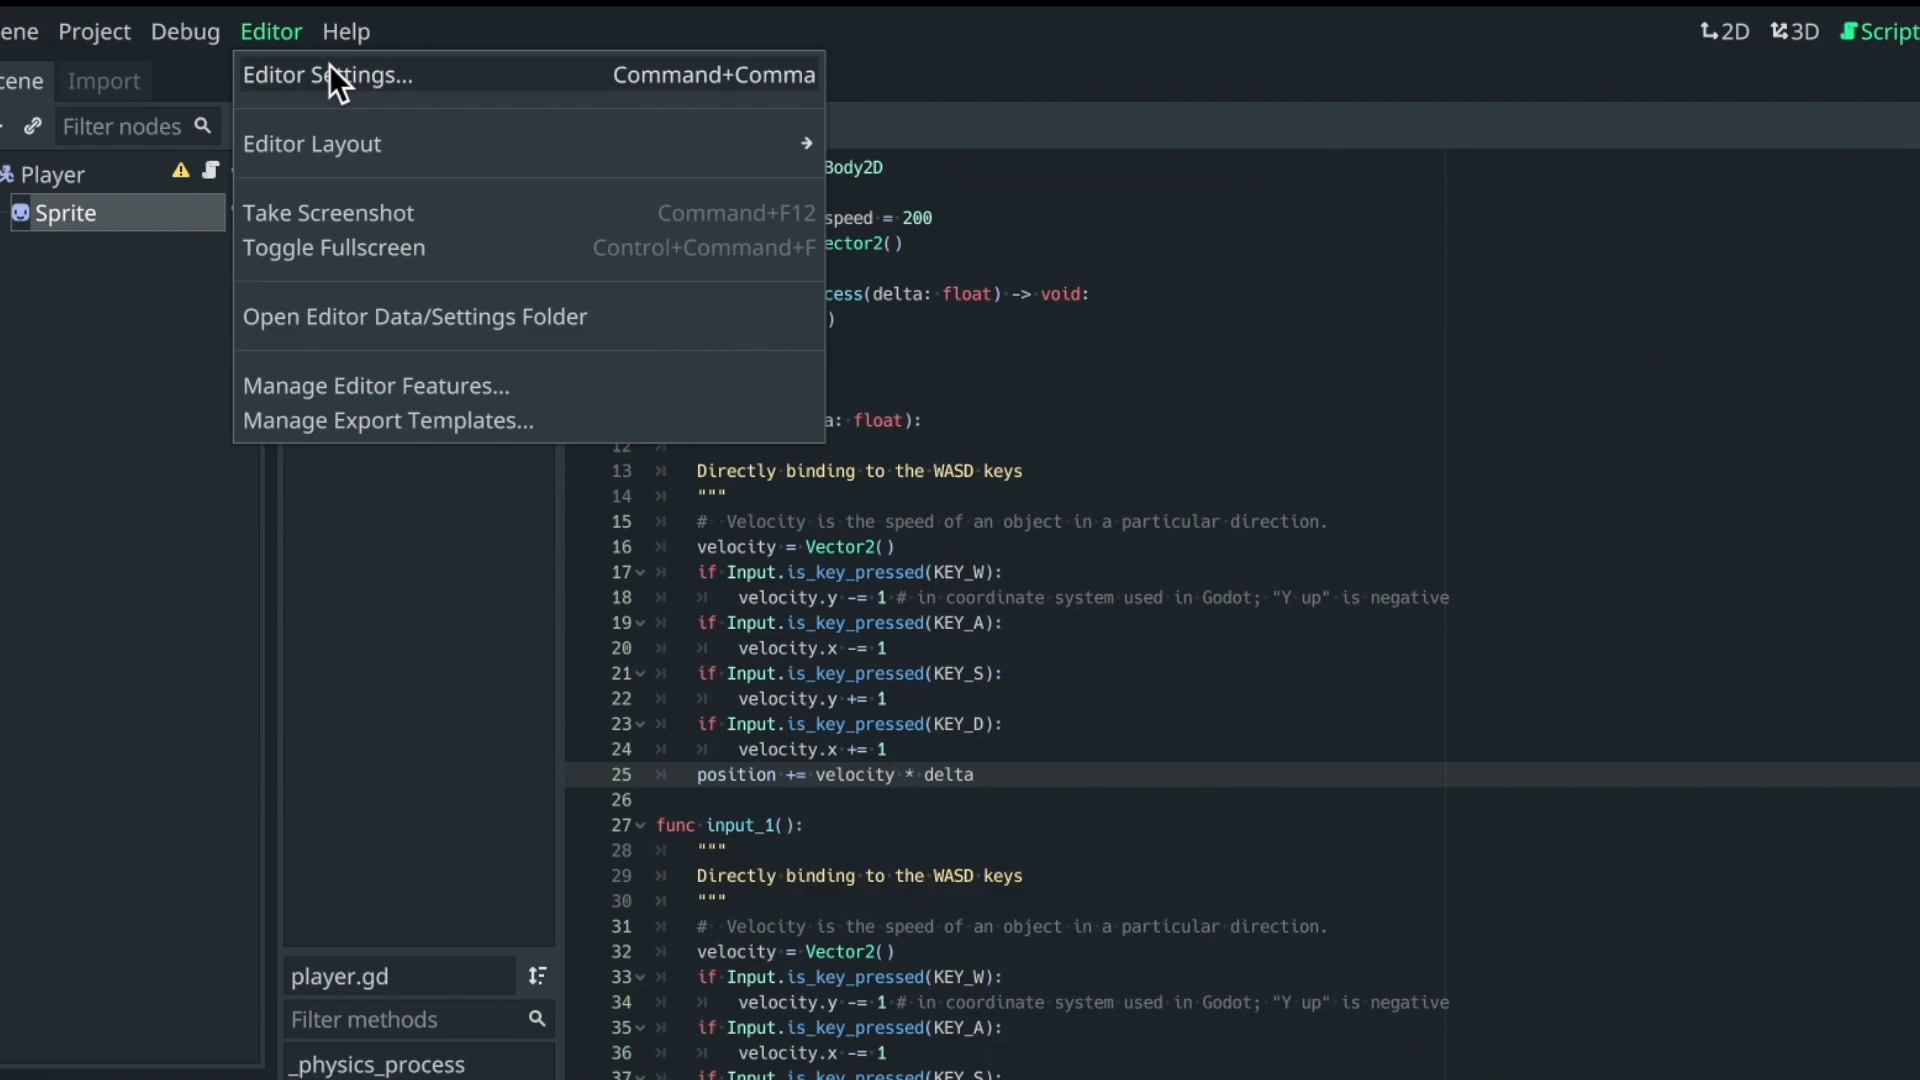 ene Project Debug Editor Help 2D 3D Script
cene Import
Filter nodes
Player
Sprite
Editor Settings... Command+Comma
Editor Layout
Take Screenshot Command+F12
Toggle Fullscreen Control+Command+F
Open Editor Data/Settings Folder
Manage Editor Features...
Manage Export Templates...
Body2D
speed = 200
ector2()
cess(delta: float) -> void:
)
a: float):
12
13 Directly binding to the WASD keys
14 """
15 # Velocity is the speed of an object in a particular direction.
16 velocity = Vector2()
17 if Input.is_key_pressed(KEY_W):
18 velocity.y -= 1 # in coordinate system used in Godot; "Y up" is negative
19 if Input.is_key_pressed(KEY_A):
20 velocity.x -= 1
21 if Input.is_key_pressed(KEY_S):
22 velocity.y += 1
23 if Input.is_key_pressed(KEY_D):
24 velocity.x += 1
25 position += velocity * delta
26
27 func input_1():
28 """
29 Directly binding to the WASD keys
30 """
31 # Velocity is the speed of an object in a particular direction.
32 velocity = Vector2()
33 if Input.is_key_pressed(KEY_W):
34 velocity.y -= 1 # in coordinate system used in Godot; "Y up" is negative
35 if Input.is_key_pressed(KEY_A):
36 velocity.x -= 1
37 if Input.is_key_pressed(KEY_S):
player.gd
Filter methods
_physics_process